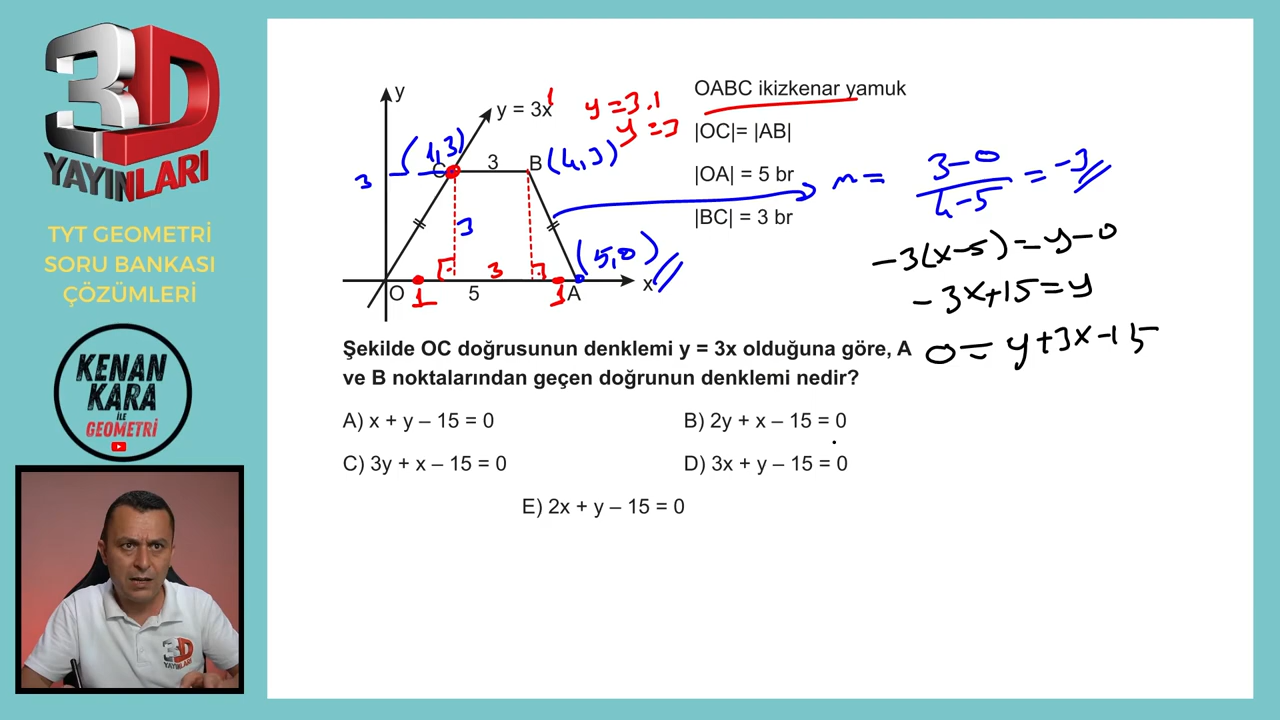 3D
YAYINLARI
TYT GEOMETRİ
SORU BANKASI
ÇÖZÜMLERİ
KENAN
KARA
İLE
GEOMETRİ
3D
YAYINLARI
y
y = 3x
1
y = 3.1
y = 3
(1,3)
3
C
3
B
(4,3)
3
(5,0)
3
O
1
5
1
A
x
OABC ikizkenar yamuk
|OC|= |AB|
|OA| = 5 br
|BC| = 3 br
m = 3-0 / 4-5 = -3
-3(x-5) = y-0
-3x+15 = y
0 = y+3x-15
Şekilde OC doğrusunun denklemi y = 3x olduğuna göre, A
ve B noktalarından geçen doğrunun denklemi nedir?
A) x + y – 15 = 0
B) 2y + x – 15 = 0
C) 3y + x – 15 = 0
D) 3x + y – 15 = 0
E) 2x + y – 15 = 0